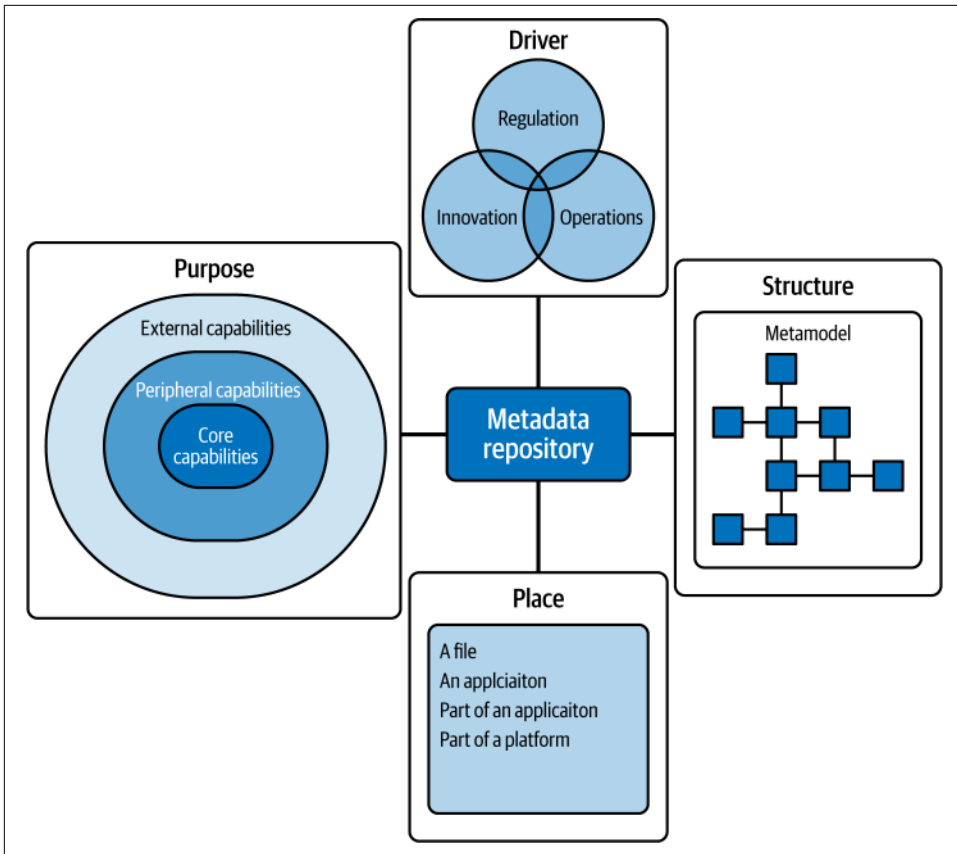 Driver
Regulation
Innovation
Operations
Purpose
External capabilities
Peripheral capabilities
Core
capabilities
Metadata
repository
Structure
Metamodel
Place
A file
An applciaiton
Part of an applicaiton
Part of a platform